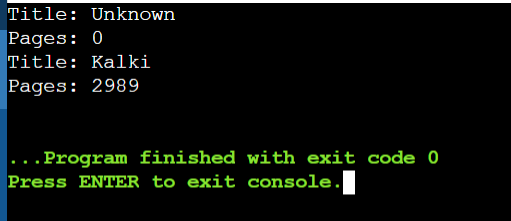 Title: Unknown
Pages: 0
Title: Kalki
Pages: 2989
...Program finished with exit code 0
Press ENTER to exit console.